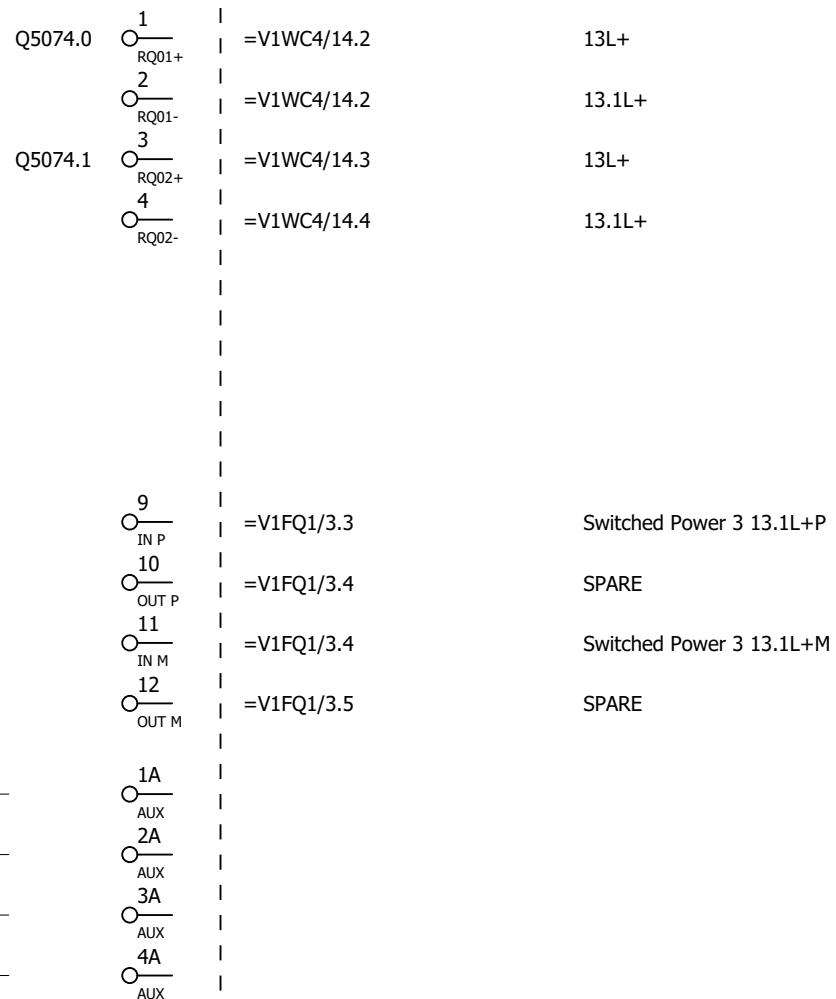 1
Q5074.0 =V1WC4/14.2 13L+
RQ01+
2
=V1WC4/14.2 13.1L+
RQ01-
3
Q5074.1 =V1WC4/14.3 13L+
RQ02+
4
=V1WC4/14.4 13.1L+
RQ02-
9
=V1FQ1/3.3 Switched Power 3 13.1L+P
IN P
10
=V1FQ1/3.4 SPARE
OUT P
11
=V1FQ1/3.4 Switched Power 3 13.1L+M
IN M
12
=V1FQ1/3.5 SPARE
OUT M
1A
AUX
2A
AUX
3A
AUX
4A
AUX